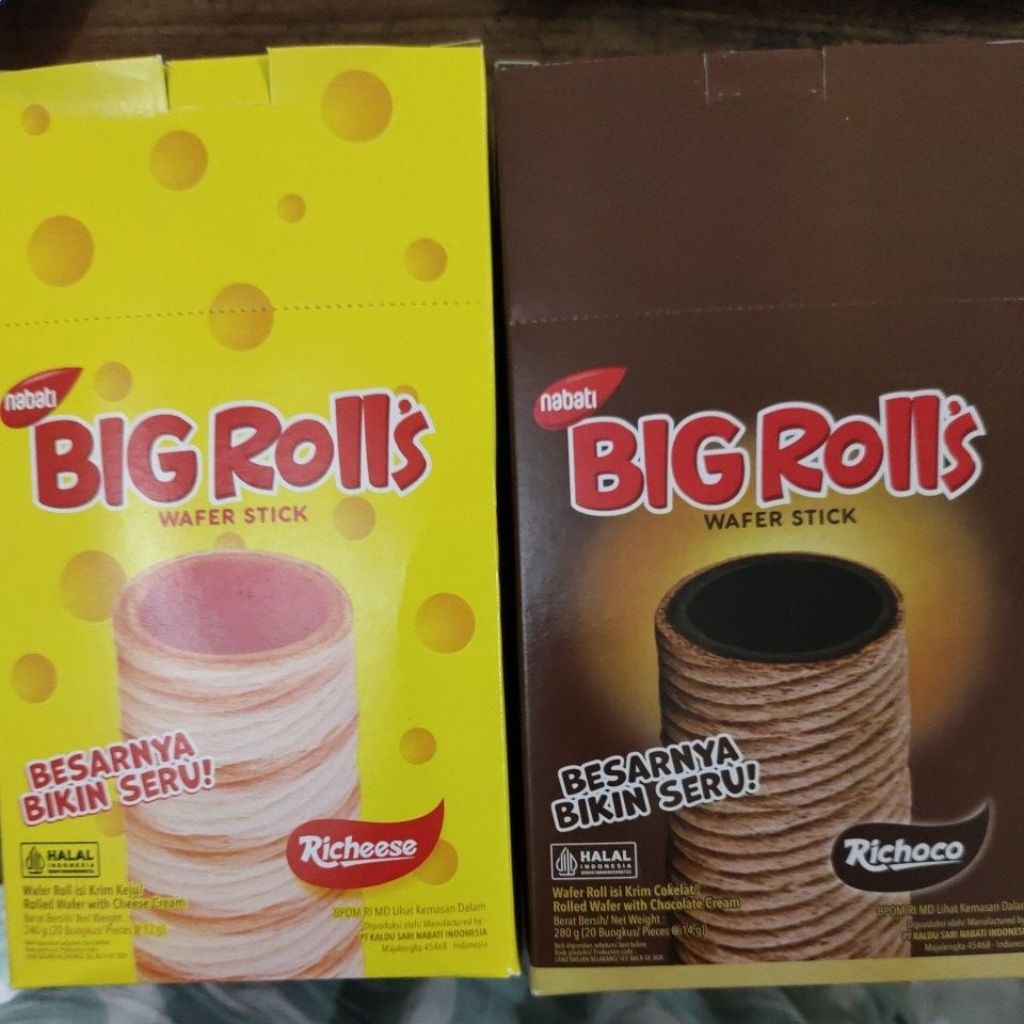 nabati
BIG Roll's
WAFER STICK
BESARNYA
BIKIN SERU!
Richeese
HALAL
INDONESIA
Wafer Roll isi Krim Keju/
Rolled Wafer with Cheese Cream
Berat Bersih/ Net Weight :
240 g (20 Bungkus/ Pieces @ 12 g)
BPOM RI MD Lihat Kemasan Dalam
Diproduksi oleh/ Manufactured by :
PT KALDU SARI NABATI INDONESIA
Majalengka 45468 - Indonesia
nabati
BIG Roll's
WAFER STICK
BESARNYA
BIKIN SERU!
Richoco
HALAL
INDONESIA
Wafer Roll isi Krim Cokelat/
Rolled Wafer with Chocolate Cream
Berat Bersih/ Net Weight :
280 g (20 Bungkus/ Pieces @ 14 g)
BPOM RI MD Lihat Kemasan Dalam
Diproduksi oleh/ Manufactured by :
PT KALDU SARI NABATI INDONESIA
Majalengka 45468 - Indonesia